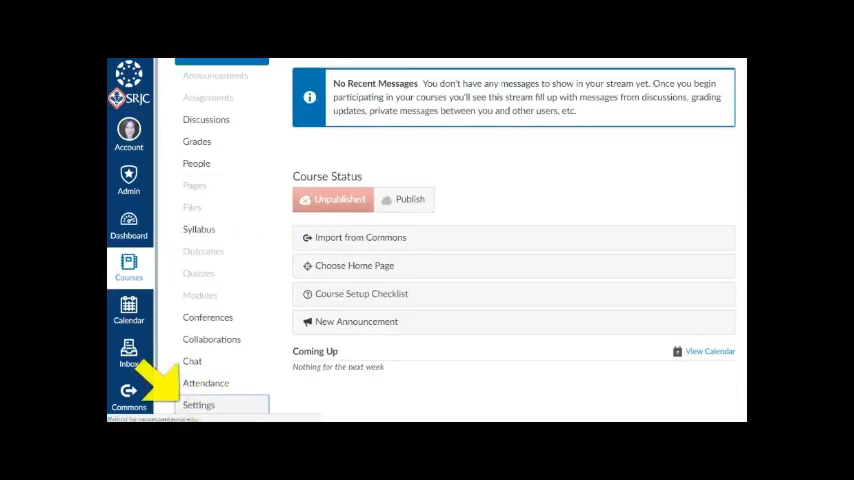 SRJC
Account
Admin
Dashboard
Courses
Calendar
Inbox
Commons
Announcements
Assignments
Discussions
Grades
People
Pages
Files
Syllabus
Outcomes
Quizzes
Modules
Conferences
Collaborations
Chat
Attendance
Settings
No Recent Messages You don't have any messages to show in your stream yet. Once you begin
participating in your courses you'll see this stream fill up with messages from discussions, grading
updates, private messages between you and other users, etc.
Course Status
Unpublished Publish
Import from Commons
Choose Home Page
Course Setup Checklist
New Announcement
Coming Up View Calendar
Nothing for the next week